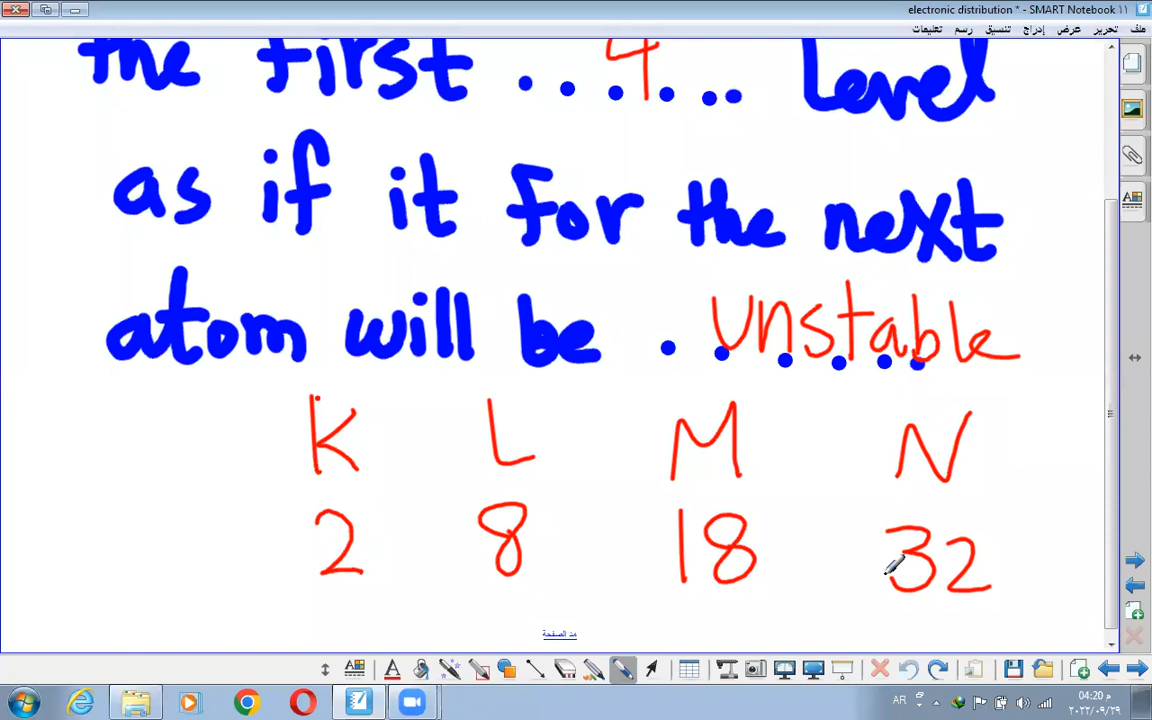 electronic distribution * - SMART Notebook ١١
ملف تحرير عرض إدراج تنسيق رسم تعليمات
the first ...4... Level
as if it for the next
atom will be . unstable
K L M N
2 8 18 32
مد الصفحة
AR
04:20 م
٢٠٢٢/٠٩/٢٩